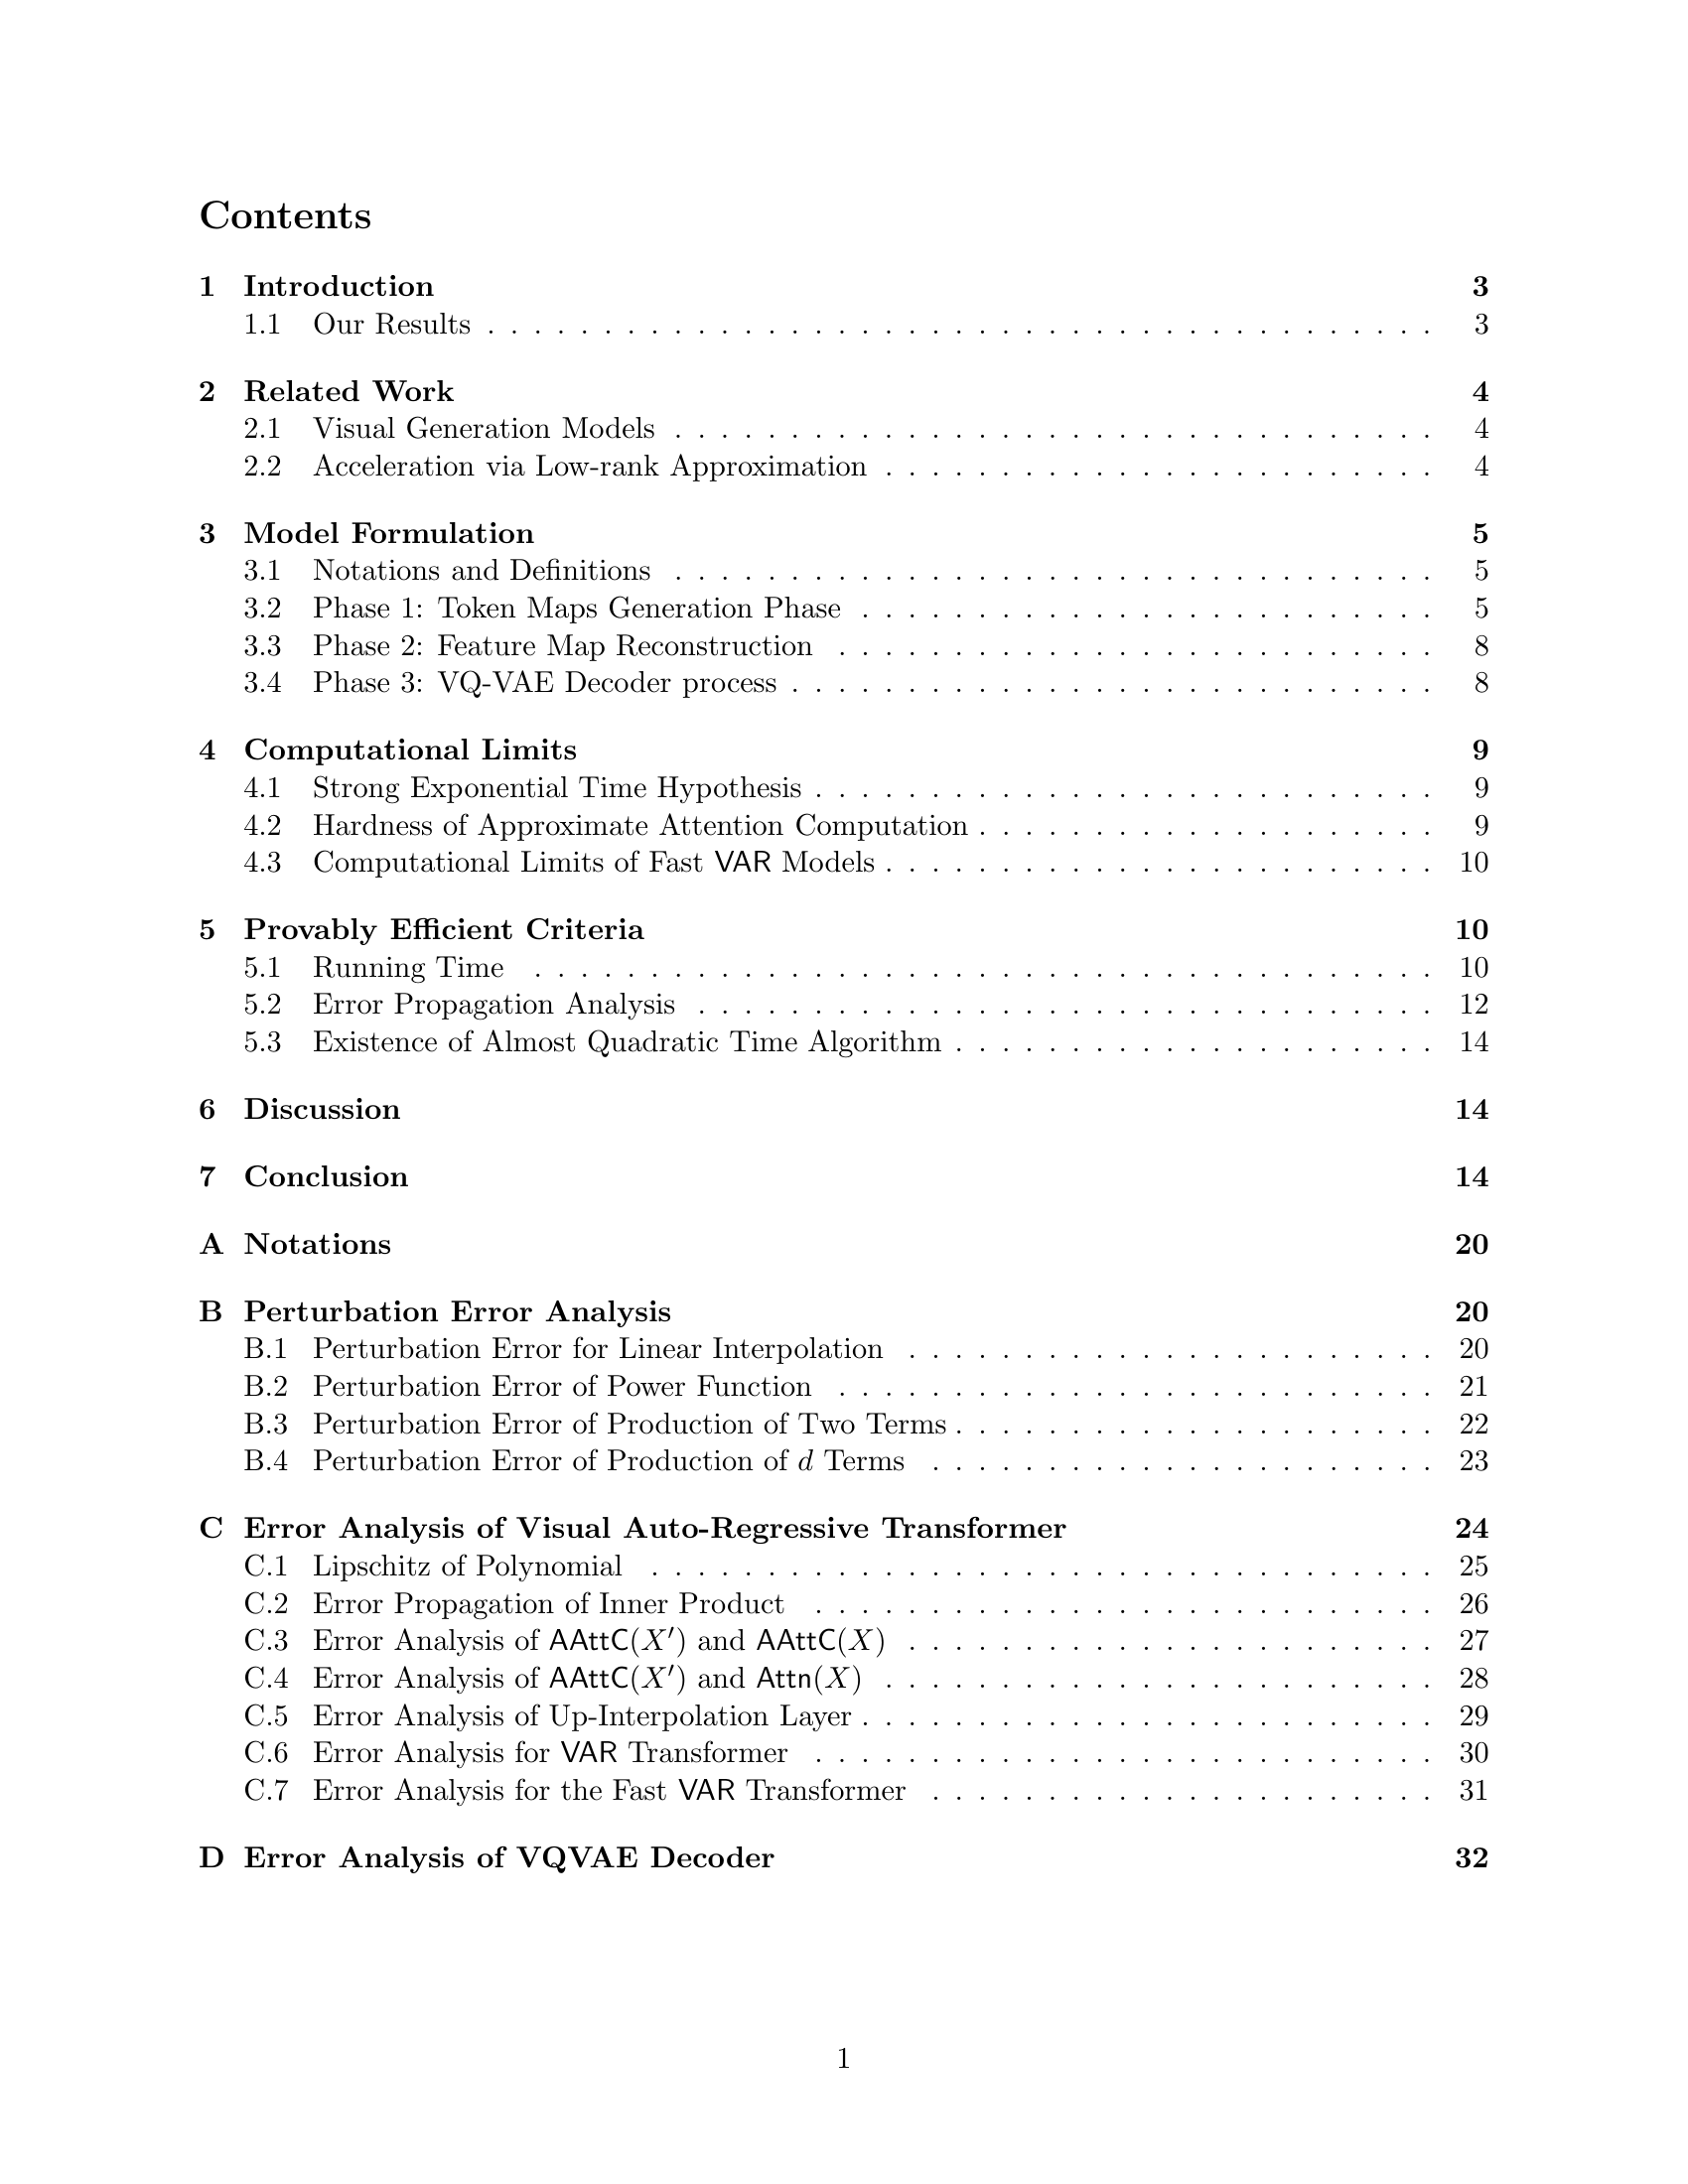 Contents
1 Introduction 3
1.1 Our Results . . . . . . . . . . . . . . . . . . . . . . . . . . . . . . . . . . . . . . . . . 3
2 Related Work 4
2.1 Visual Generation Models . . . . . . . . . . . . . . . . . . . . . . . . . . . . . . . . . 4
2.2 Acceleration via Low-rank Approximation . . . . . . . . . . . . . . . . . . . . . . . . 4
3 Model Formulation 5
3.1 Notations and Definitions . . . . . . . . . . . . . . . . . . . . . . . . . . . . . . . . . 5
3.2 Phase 1: Token Maps Generation Phase . . . . . . . . . . . . . . . . . . . . . . . . . 5
3.3 Phase 2: Feature Map Reconstruction . . . . . . . . . . . . . . . . . . . . . . . . . . 8
3.4 Phase 3: VQ-VAE Decoder process . . . . . . . . . . . . . . . . . . . . . . . . . . . . 8
4 Computational Limits 9
4.1 Strong Exponential Time Hypothesis . . . . . . . . . . . . . . . . . . . . . . . . . . . 9
4.2 Hardness of Approximate Attention Computation . . . . . . . . . . . . . . . . . . . . 9
4.3 Computational Limits of Fast VAR Models . . . . . . . . . . . . . . . . . . . . . . . . 10
5 Provably Efficient Criteria 10
5.1 Running Time . . . . . . . . . . . . . . . . . . . . . . . . . . . . . . . . . . . . . . . 10
5.2 Error Propagation Analysis . . . . . . . . . . . . . . . . . . . . . . . . . . . . . . . . 12
5.3 Existence of Almost Quadratic Time Algorithm . . . . . . . . . . . . . . . . . . . . . 14
6 Discussion 14
7 Conclusion 14
A Notations 20
B Perturbation Error Analysis 20
B.1 Perturbation Error for Linear Interpolation . . . . . . . . . . . . . . . . . . . . . . . 20
B.2 Perturbation Error of Power Function . . . . . . . . . . . . . . . . . . . . . . . . . . 21
B.3 Perturbation Error of Production of Two Terms . . . . . . . . . . . . . . . . . . . . . 22
B.4 Perturbation Error of Production of d Terms . . . . . . . . . . . . . . . . . . . . . . 23
C Error Analysis of Visual Auto-Regressive Transformer 24
C.1 Lipschitz of Polynomial . . . . . . . . . . . . . . . . . . . . . . . . . . . . . . . . . . 25
C.2 Error Propagation of Inner Product . . . . . . . . . . . . . . . . . . . . . . . . . . . 26
C.3 Error Analysis of AAttC(X′) and AAttC(X) . . . . . . . . . . . . . . . . . . . . . . . 27
C.4 Error Analysis of AAttC(X′) and Attn(X) . . . . . . . . . . . . . . . . . . . . . . . . 28
C.5 Error Analysis of Up-Interpolation Layer . . . . . . . . . . . . . . . . . . . . . . . . . 29
C.6 Error Analysis for VAR Transformer . . . . . . . . . . . . . . . . . . . . . . . . . . . 30
C.7 Error Analysis for the Fast VAR Transformer . . . . . . . . . . . . . . . . . . . . . . 31
D Error Analysis of VQVAE Decoder 32
1